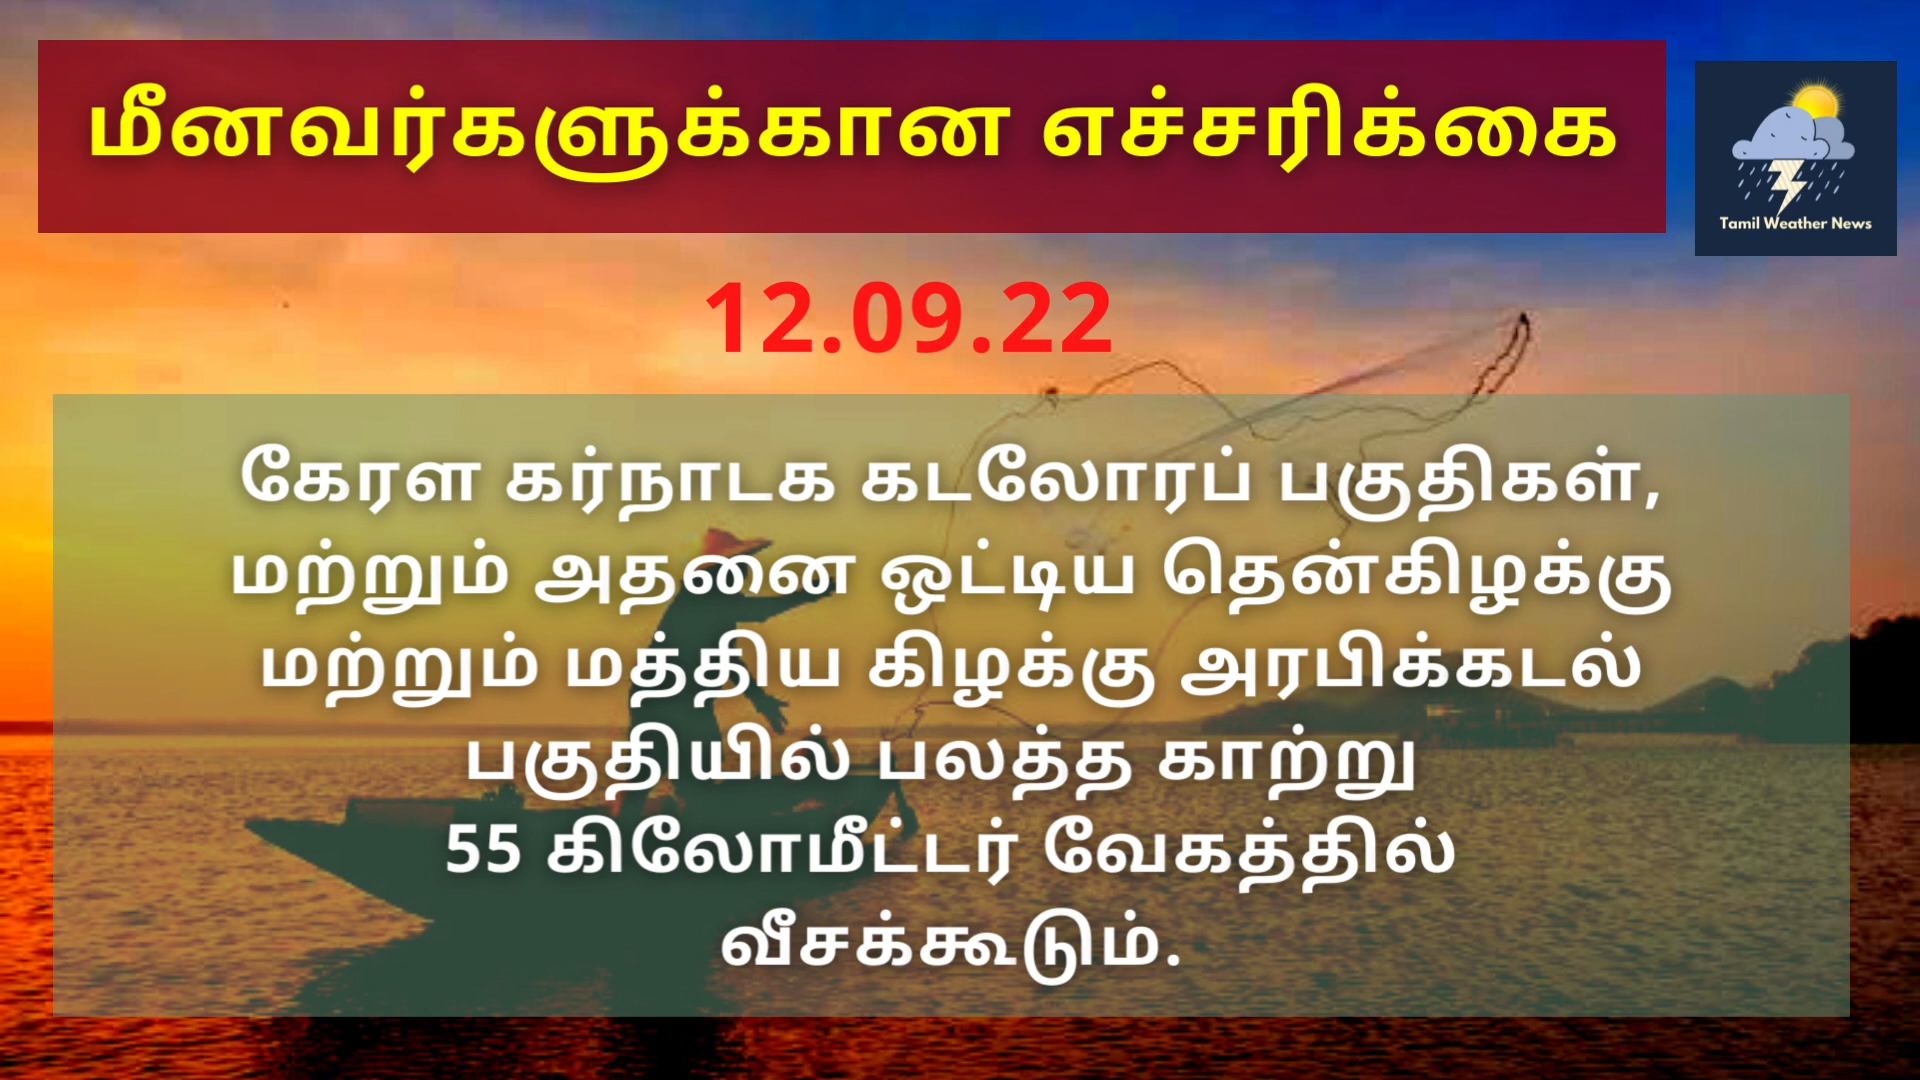 மீனவர்களுக்கான எச்சரிக்கை
Tamil Weather News
12.09.22
கேரள கர்நாடக கடலோரப் பகுதிகள்,
மற்றும் அதனை ஒட்டிய தென்கிழக்கு
மற்றும் மத்திய கிழக்கு அரபிக்கடல்
பகுதியில் பலத்த காற்று
55 கிலோமீட்டர் வேகத்தில்
வீசக்கூடும்.